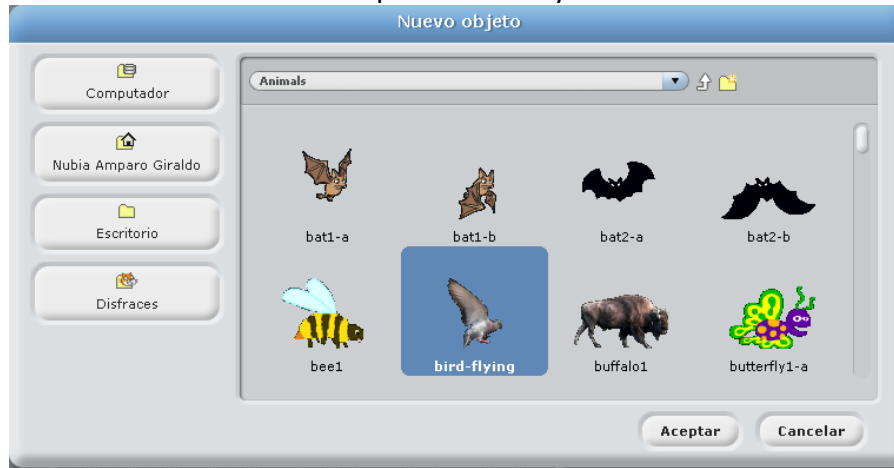 Nuevo objeto
Computador
Nubia Amparo Giraldo
Escritorio
Disfraces
Animals
bat1-a
bat1-b
bat2-a
bat2-b
bee1
bird-flying
buffalo1
butterfly1-a
Aceptar
Cancelar